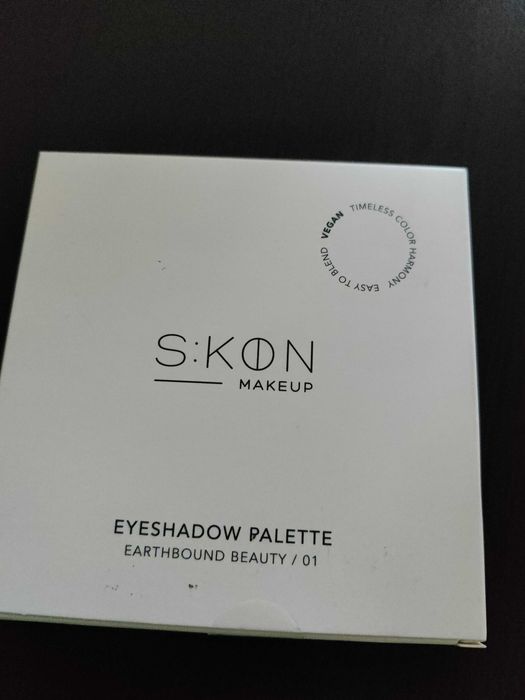 VEGAN TIMELESS COLOR HARMONY EASY TO BLEND
S:KON
MAKEUP
EYESHADOW PALETTE
EARTHBOUND BEAUTY / 01